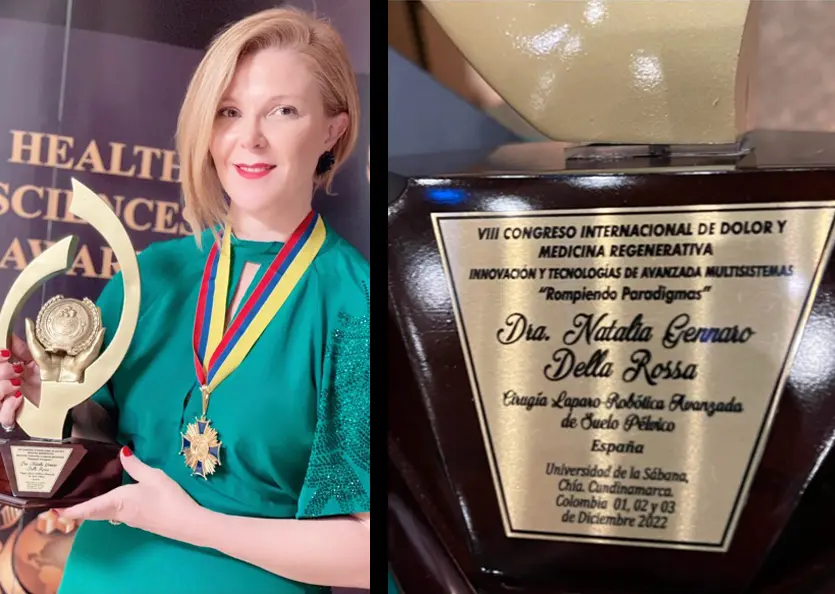 HEALTH
SCIENCES
AWAR
VIII CONGRESO INTERNACIONAL DE DOLOR Y
MEDICINA REGENERATIVA
INNOVACIÓN Y TECNOLOGÍAS DE AVANZADA MULTISISTEMAS
"Rompiendo Paradigmas"
Dra. Natalia Gennaro
Della Rossa
Cirugía Laparo-Robótica Avanzada
de Suelo Pélvico
España
Universidad de la Sábana,
Chía. Cundinamarca.
Colombia 01, 02 y 03
de Diciembre 2022